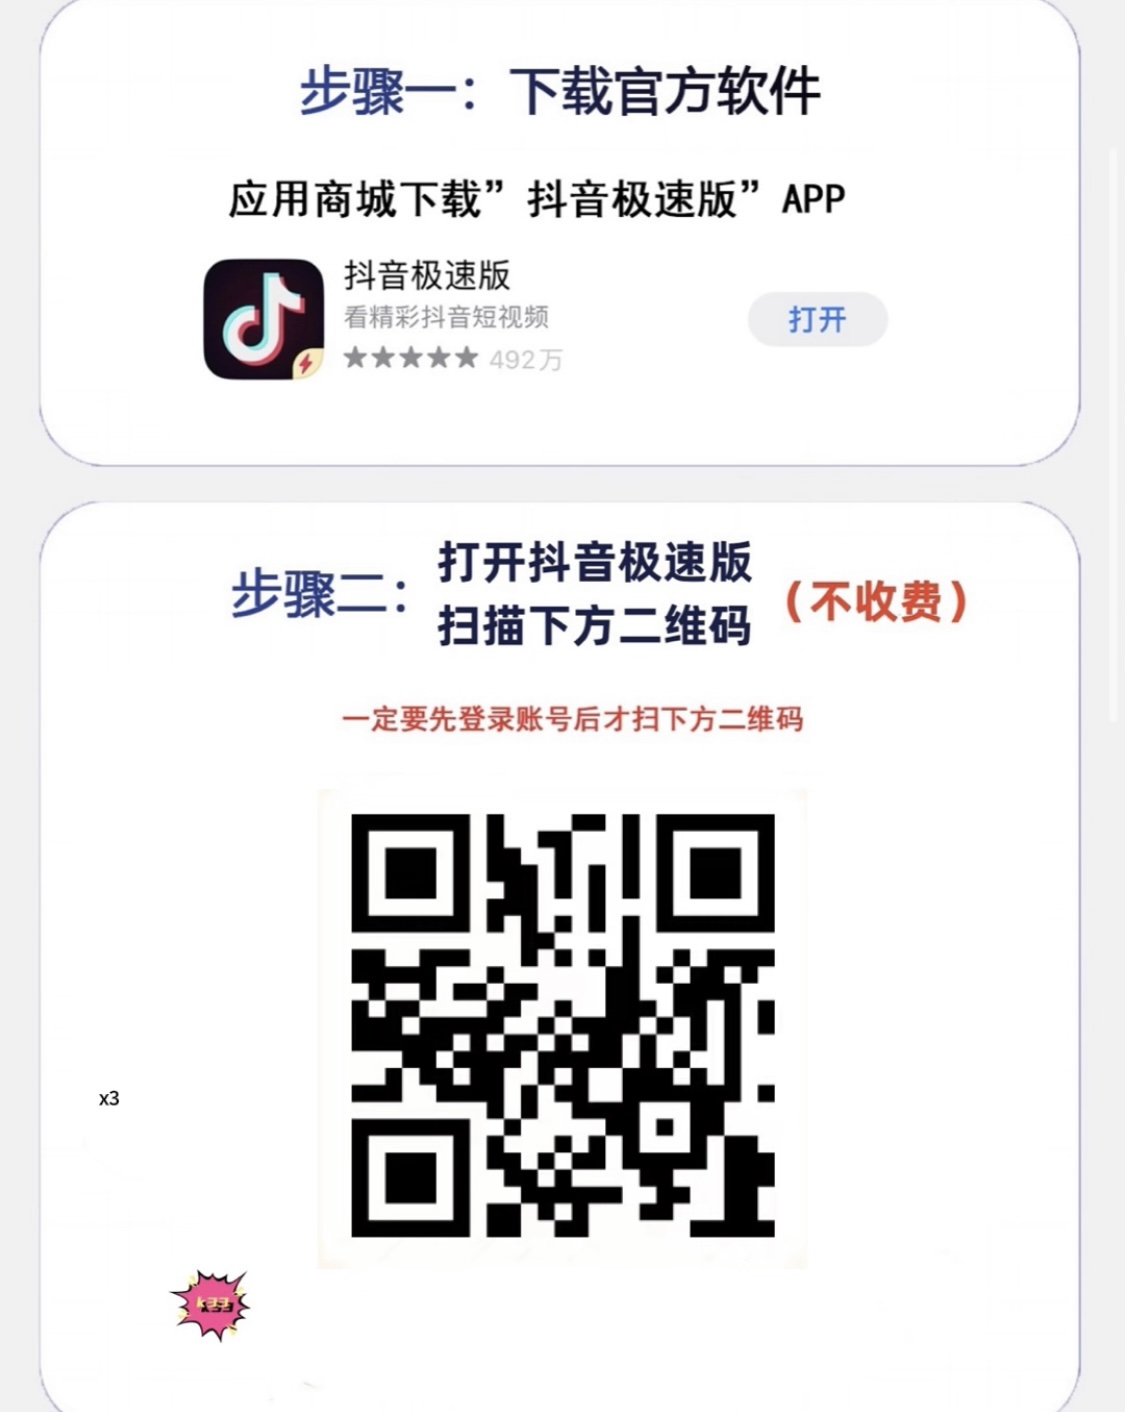 步骤一：下载官方软件
应用商城下载”抖音极速版”APP
抖音极速版
看精彩抖音短视频
★★★★★ 492万
打开
步骤二：
打开抖音极速版
扫描下方二维码
（不收费）
一定要先登录账号后才扫下方二维码
x3
k33